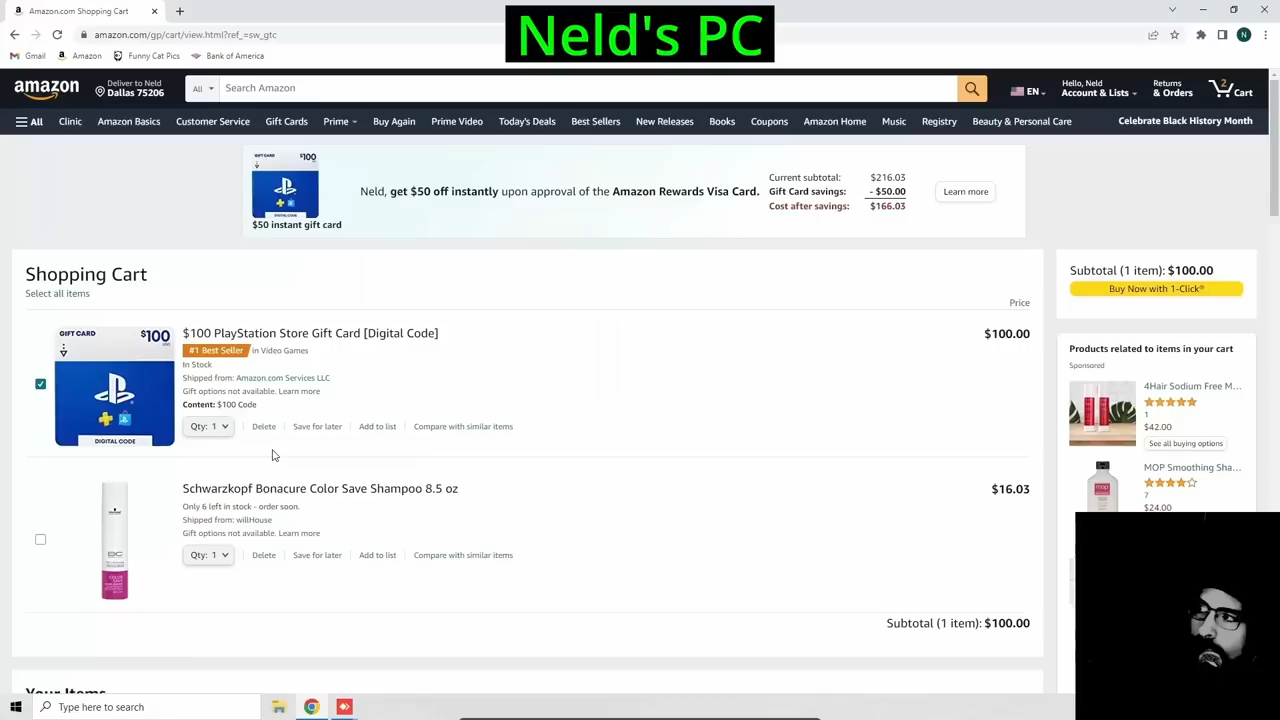 Amazon.com Shopping Cart
Neld's PC
amazon.com/cart/view.html?ref_=sw_gtc
N
Gmail
Amazon
Funny Cat Pics
Bank of America
amazon
Deliver to Neld
Dallas 75206
All
Search Amazon
EN
Hello, Neld
Account & Lists
Returns
& Orders
2
Cart
All
Clinic
Amazon Basics
Customer Service
Gift Cards
Prime
Buy Again
Prime Video
Today's Deals
Best Sellers
New Releases
Books
Coupons
Amazon Home
Music
Registry
Beauty & Personal Care
Celebrate Black History Month
GIFT CARD $100
$50 instant gift card
Neld, get $50 off instantly upon approval of the Amazon Rewards Visa Card.
Current subtotal: $216.03
Gift Card savings: - $50.00
Cost after savings: $166.03
Learn more
Shopping Cart
Select all items
Price
GIFT CARD $100
DIGITAL CODE
$100 PlayStation Store Gift Card [Digital Code]
$100.00
#1 Best Seller in Video Games
In Stock
Shipped from: Amazon.com Services LLC
Gift options not available. Learn more
Content: $100 Code
Qty: 1
Delete
Save for later
Add to list
Compare with similar items
Schwarzkopf Bonacure Color Save Shampoo 8.5 oz
$16.03
Only 6 left in stock - order soon.
Shipped from: willHouse
Gift options not available. Learn more
BC
COLOR
SAVE
Qty: 1
Delete
Save for later
Add to list
Compare with similar items
Subtotal (1 item): $100.00
Your Items
Subtotal (1 item): $100.00
Buy Now with 1-Click®
Products related to items in your cart
Sponsored
4Hair Sodium Free M...
1
$42.00
See all buying options
mop
MOP Smoothing Sha...
7
$24.00
Type here to search